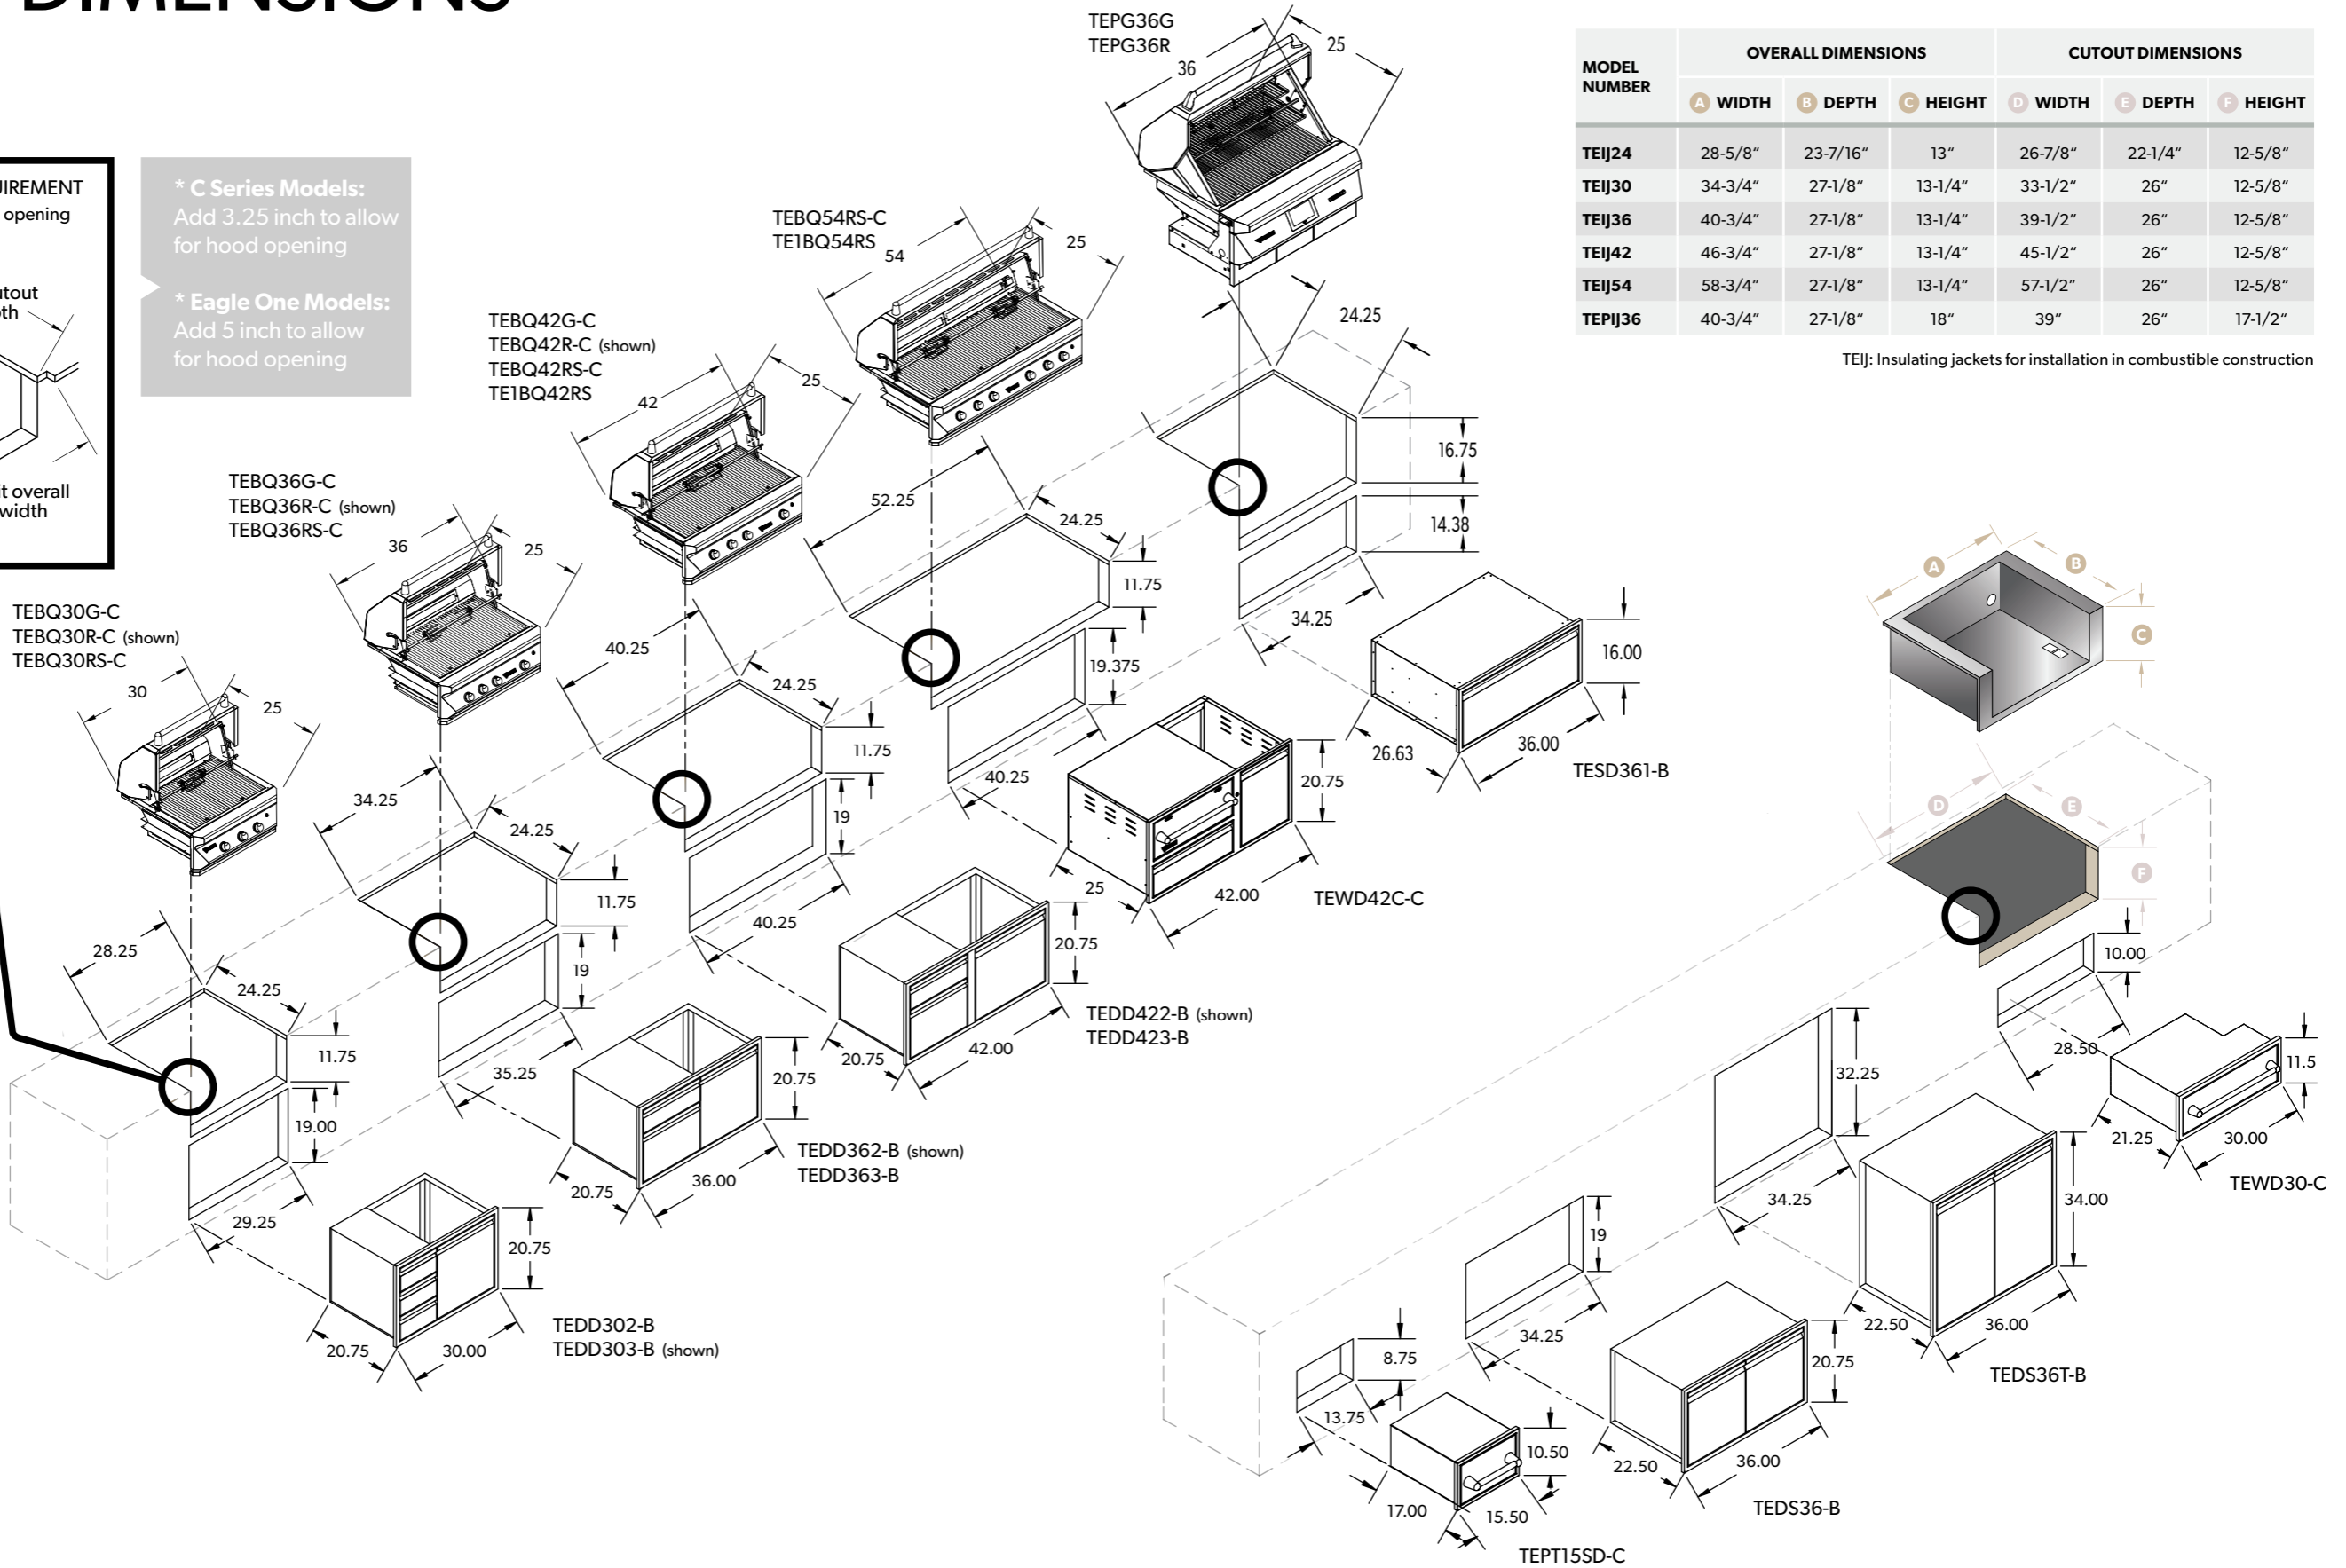 DIMENSIONS
opening
* C Series Models:
Add 3.25 inch to allow
for hood opening
* Eagle One Models:
Add 5 inch to allow
for hood opening
overall
width
TEBQ30G-C
TEBQ30R-C (shown)
TEBQ30RS-C
30
25
28.25
24.25
11.75
19.00
29.25
20.75
20.75
30.00
TEDD302-B
TEDD303-B (shown)
TEBQ36G-C
TEBQ36R-C (shown)
TEBQ36RS-C
36
25
34.25
24.25
11.75
19
35.25
20.75
20.75
36.00
TEDD362-B (shown)
TEDD363-B
TEBQ42G-C
TEBQ42R-C (shown)
TEBQ42RS-C
TE1BQ42RS
42
25
40.25
24.25
11.75
19
40.25
20.75
20.75
42.00
TEDD422-B (shown)
TEDD423-B
TEBQ54RS-C
TE1BQ54RS
54
25
52.25
24.25
11.75
19.375
40.25
20.75
25
42.00
TEWD42C-C
TEPG36G
TEPG36R
36
25
24.25
16.75
14.38
34.25
16.00
26.63
36.00
TESD361-B
MODEL NUMBER OVERALL DIMENSIONS CUTOUT DIMENSIONS
A WIDTH B DEPTH C HEIGHT D WIDTH E DEPTH F HEIGHT
TEIJ24 28-5/8" 23-7/16" 13" 26-7/8" 22-1/4" 12-5/8"
TEIJ30 34-3/4" 27-1/8" 13-1/4" 33-1/2" 26" 12-5/8"
TEIJ36 40-3/4" 27-1/8" 13-1/4" 39-1/2" 26" 12-5/8"
TEIJ42 46-3/4" 27-1/8" 13-1/4" 45-1/2" 26" 12-5/8"
TEIJ54 58-3/4" 27-1/8" 13-1/4" 57-1/2" 26" 12-5/8"
TEPIJ36 40-3/4" 27-1/8" 18" 39" 26" 17-1/2"
TEIJ: Insulating jackets for installation in combustible construction
A
B
C
D
E
F
10.00
28.50
11.5
21.25
30.00
TEWD30-C
32.25
34.25
34.00
22.50
36.00
TEDS36T-B
19
34.25
20.75
22.50
36.00
TEDS36-B
8.75
13.75
10.50
17.00
15.50
TEPT15SD-C